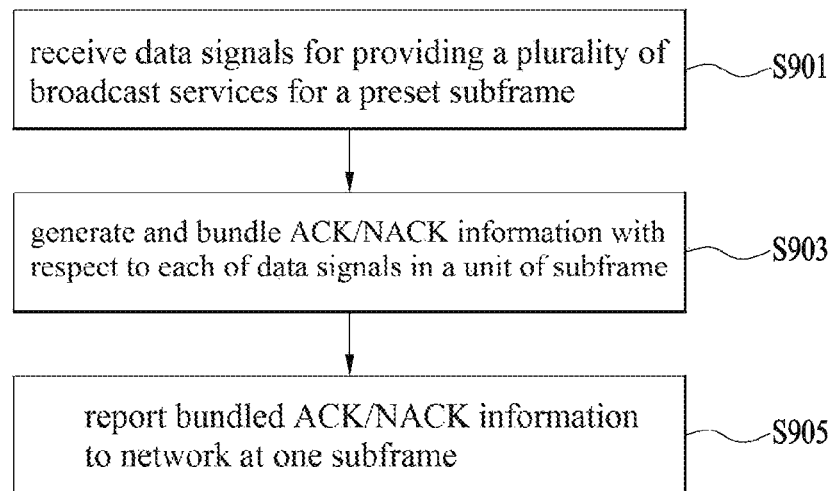 receive data signals for providing a plurality of
broadcast services for a preset subframe
S901
generate and bundle ACK/NACK information with
respect to each of data signals in a unit of subframe
S903
report bundled ACK/NACK information
to network at one subframe
S905